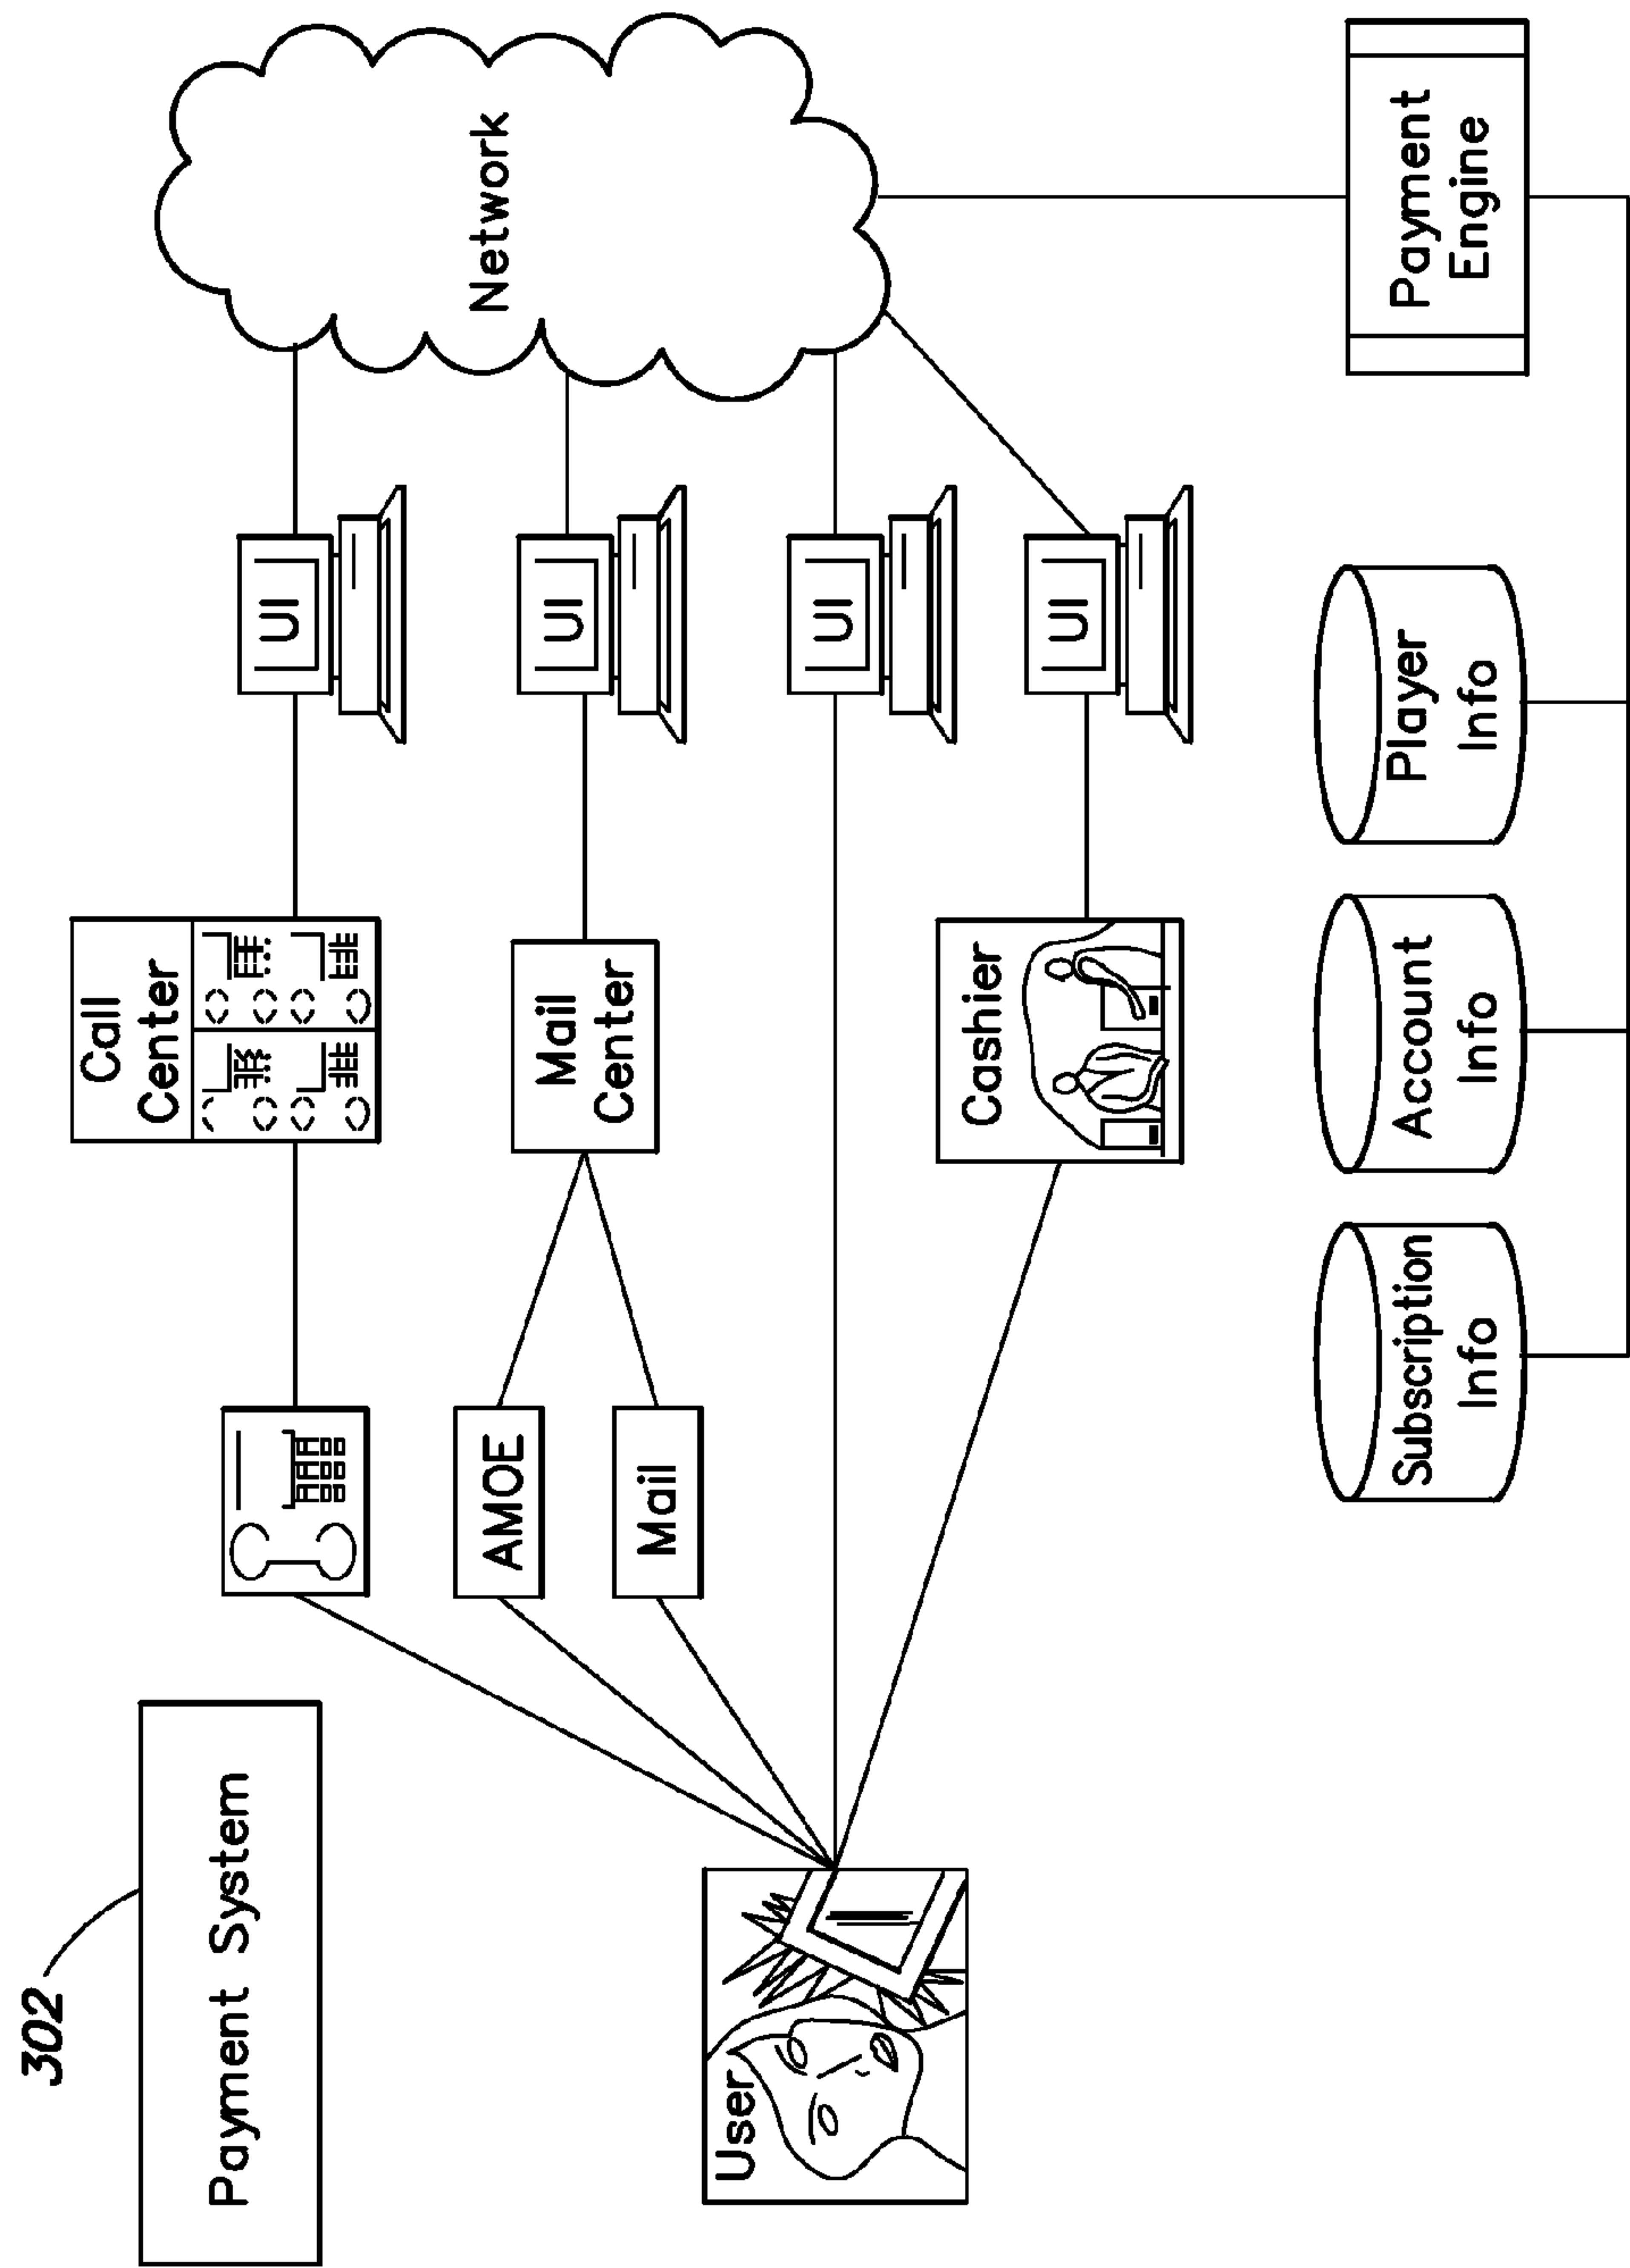 302
Payment System
Call
Center
UI
Network
AMOE
Mail
Center
UI
Mail
User
UI
Cashier
UI
Subscription
Info
Account
Info
Player
Info
Payment
Engine